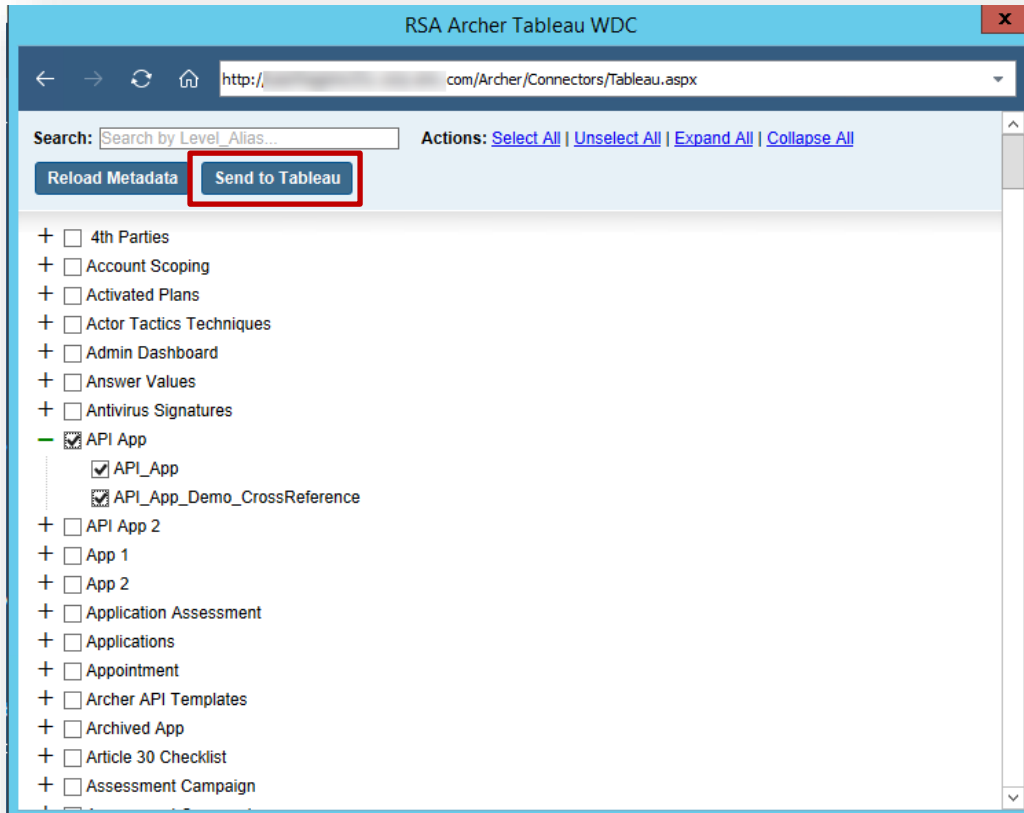 RSA Archer Tableau WDC
x
http:// com/Archer/Connectors/Tableau.aspx
Search: Search by Level_Alias... Actions: Select All | Unselect All | Expand All | Collapse All
Reload Metadata Send to Tableau
4th Parties
Account Scoping
Activated Plans
Actor Tactics Techniques
Admin Dashboard
Answer Values
Antivirus Signatures
API App
API_App
API_App_Demo_CrossReference
API App 2
App 1
App 2
Application Assessment
Applications
Appointment
Archer API Templates
Archived App
Article 30 Checklist
Assessment Campaign